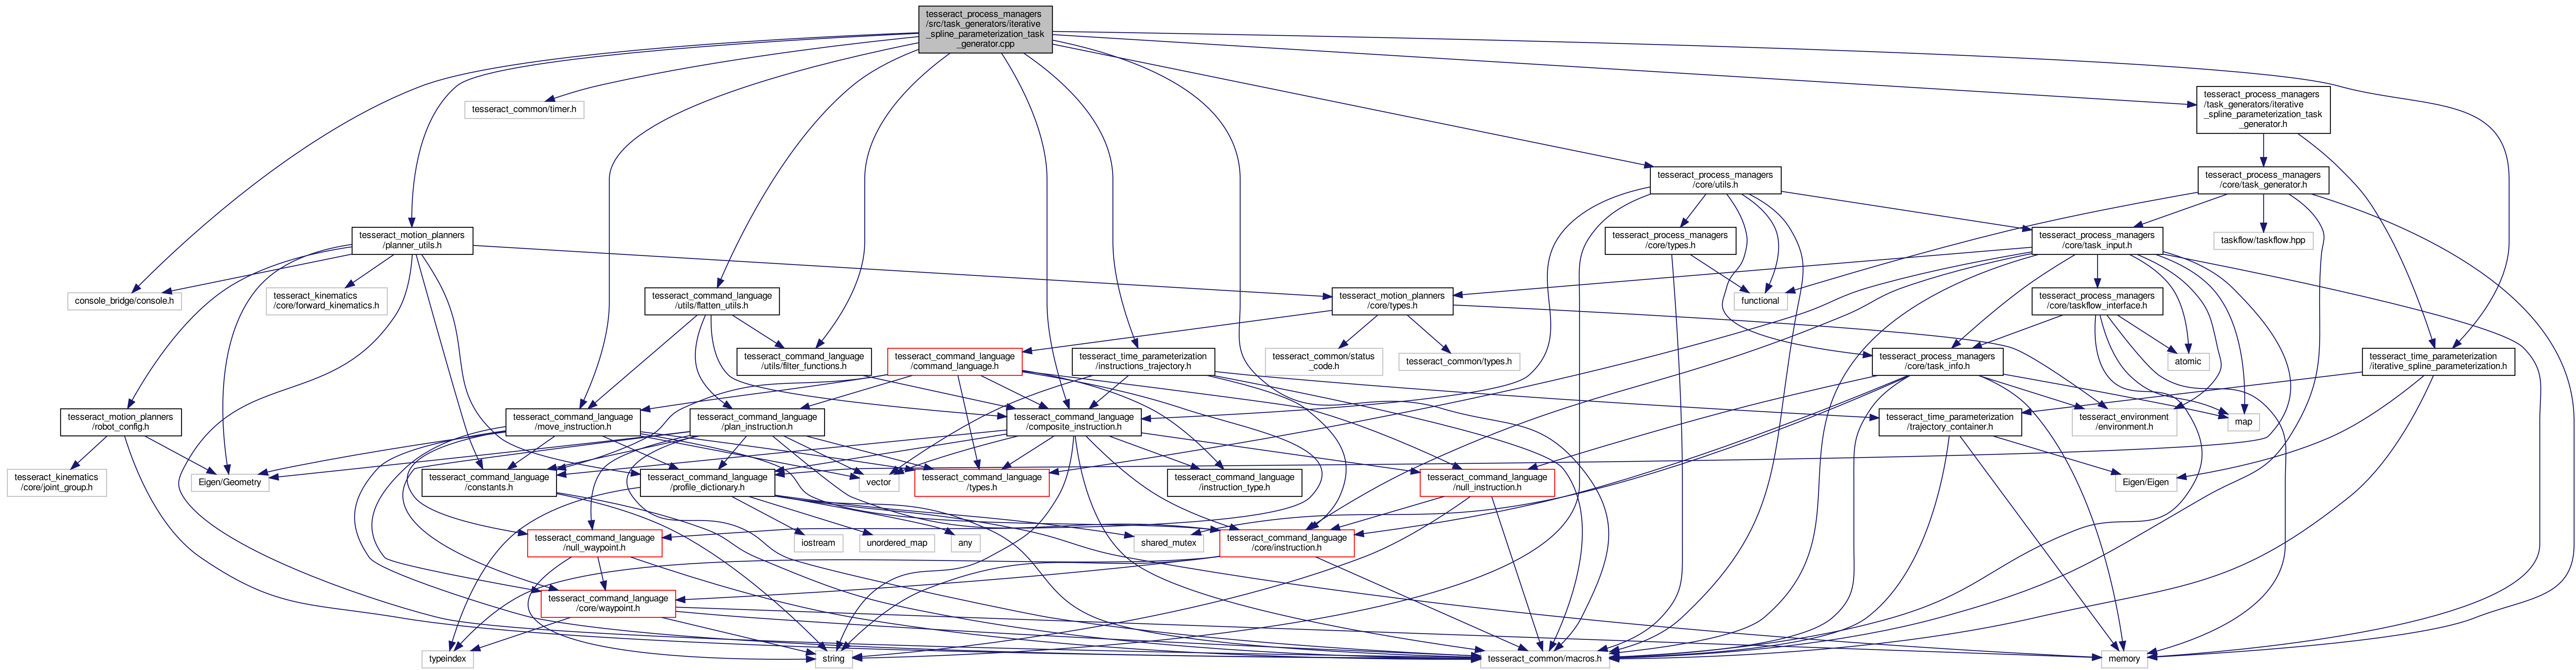 tesseract_process_managers
/src/task_generators/iterative
_spline_parameterization_task
_generator.cpp
tesseract_common/timer.h
tesseract_process_managers
/task_generators/iterative
_spline_parameterization_task
_generator.h
tesseract_process_managers
/core/utils.h
tesseract_process_managers
/core/task_generator.h
tesseract_motion_planners
/planner_utils.h
tesseract_process_managers
/core/types.h
tesseract_process_managers
/core/task_input.h
taskflow/taskflow.hpp
console_bridge/console.h
tesseract_kinematics
/core/forward_kinematics.h
tesseract_command_language
/utils/flatten_utils.h
tesseract_motion_planners
/core/types.h
functional
tesseract_process_managers
/core/taskflow_interface.h
tesseract_command_language
/utils/filter_functions.h
tesseract_command_language
/command_language.h
tesseract_time_parameterization
/instructions_trajectory.h
tesseract_common/status
_code.h
tesseract_common/types.h
tesseract_process_managers
/core/task_info.h
atomic
tesseract_time_parameterization
/iterative_spline_parameterization.h
tesseract_motion_planners
/robot_config.h
tesseract_command_language
/move_instruction.h
tesseract_command_language
/plan_instruction.h
tesseract_command_language
/composite_instruction.h
tesseract_time_parameterization
/trajectory_container.h
tesseract_environment
/environment.h
map
tesseract_kinematics
/core/joint_group.h
Eigen/Geometry
tesseract_command_language
/constants.h
tesseract_command_language
/profile_dictionary.h
vector
tesseract_command_language
/types.h
tesseract_command_language
/instruction_type.h
tesseract_command_language
/null_instruction.h
Eigen/Eigen
tesseract_command_language
/null_waypoint.h
iostream
unordered_map
any
shared_mutex
tesseract_command_language
/core/instruction.h
tesseract_command_language
/core/waypoint.h
typeindex
string
tesseract_common/macros.h
memory